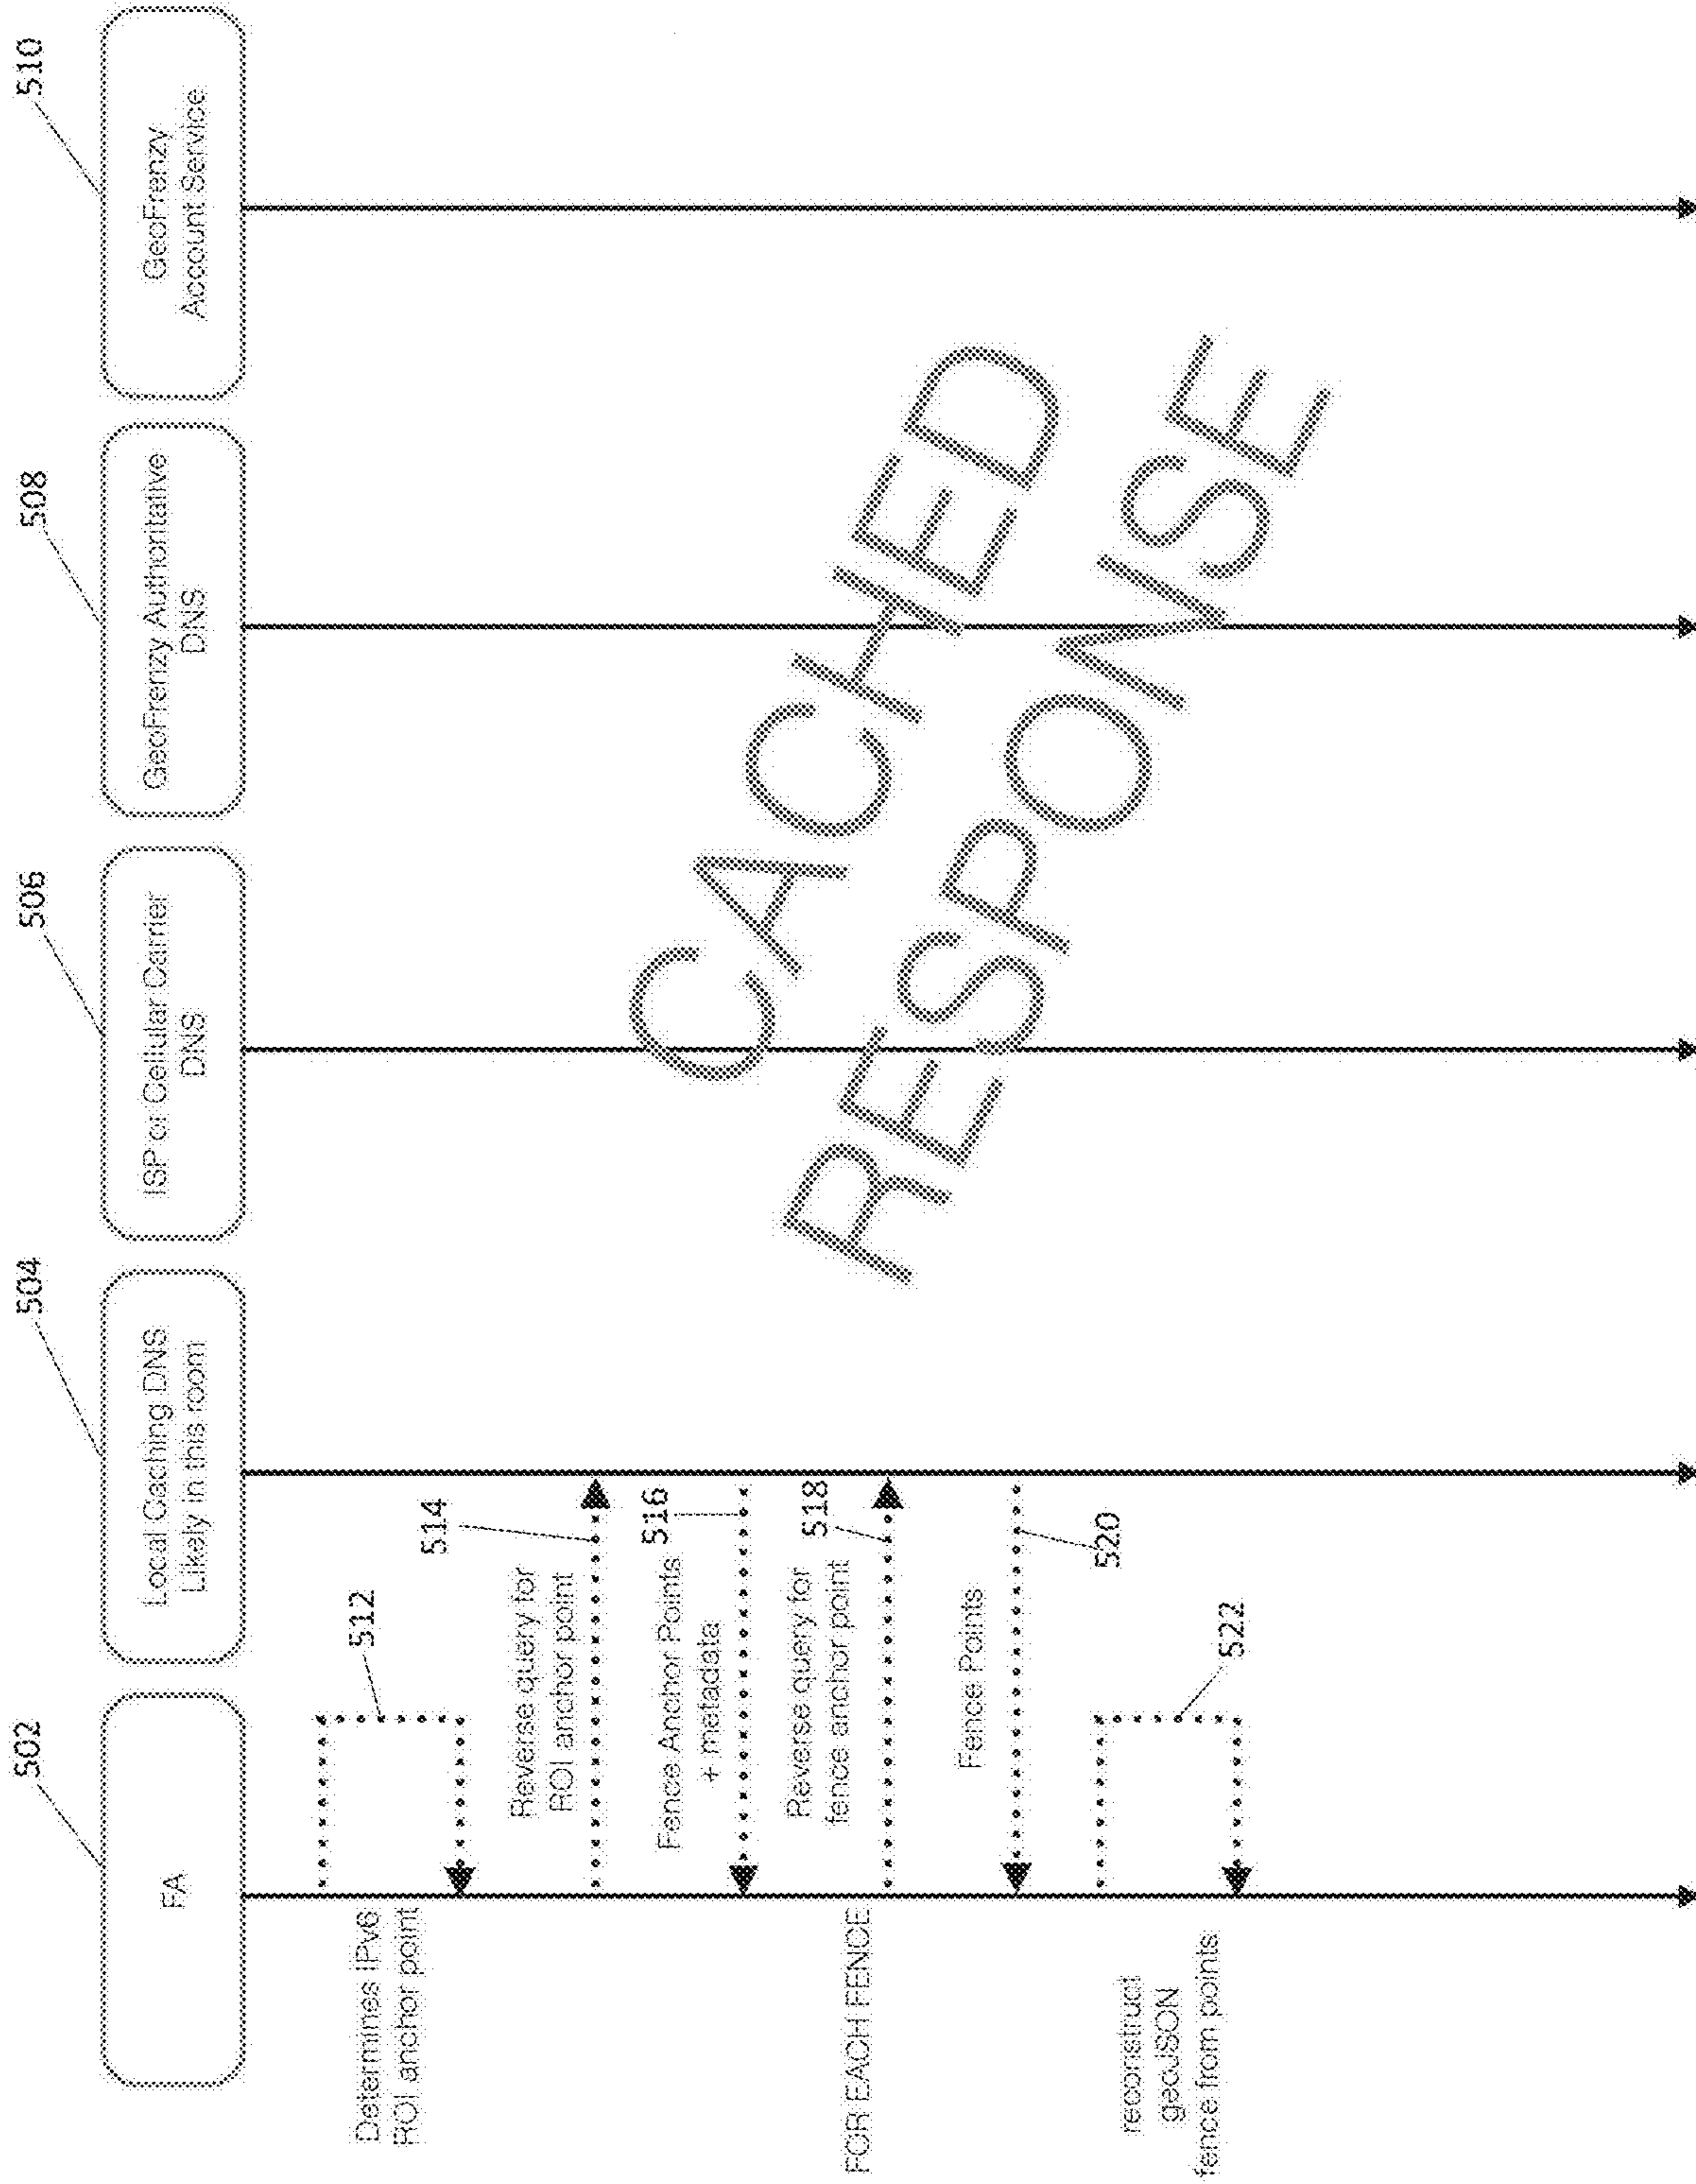 502
504
506
508
510
FA
Local Caching DNS
Likely in this room
ISP or Cellular Carrier
DNS
GeoFrenzy Authoritative
DNS
GeoFrenzy
Account Service
Determines IPv6
ROI anchor point
512
Reverse query for
ROI anchor point
514
Fence Anchor Points
+ metadata
516
FOR EACH FENCE
Reverse query for
fence anchor point
518
Fence Points
520
reconstruct
geoJSON
fence from points
522
CACHED
RESPONSE